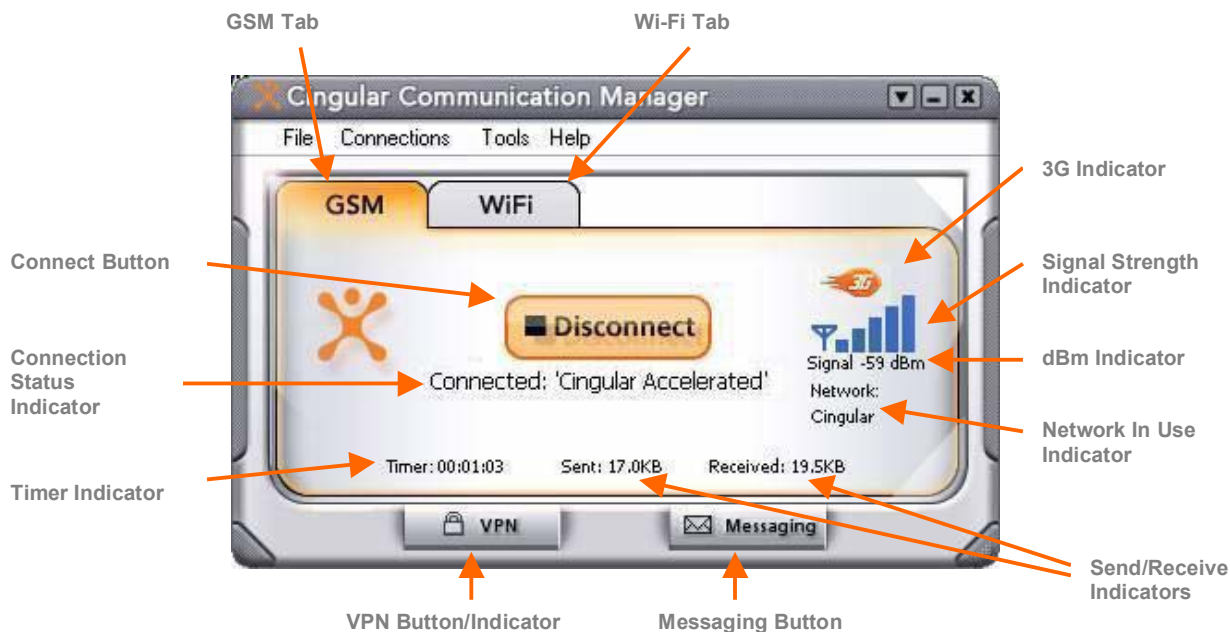 GSM Tab
Wi-Fi Tab
Cingular Communication Manager
File Connections Tools Help
GSM
WiFi
3G Indicator
Connect Button
Signal Strength
Indicator
3G
Disconnect
Signal -59 dBm
dBm Indicator
Connection
Status
Indicator
Connected: 'Cingular Accelerated'
Network:
Cingular
Network In Use
Indicator
Timer: 00:01:03
Sent: 17.0KB
Received: 19.5KB
Timer Indicator
VPN
Messaging
Send/Receive
Indicators
VPN Button/Indicator
Messaging Button